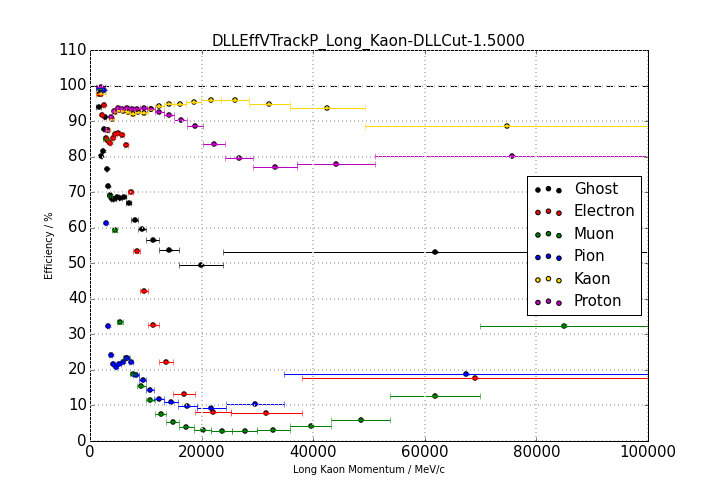 DLLEffVTrackP_Long_Kaon-DLLCut-1.5000
110
100
90
80
70
60
50
40
30
20
10
0
Efficiency / %
Ghost
Electron
Muon
Pion
Kaon
Proton
0 20000 40000 60000 80000 100000
Long Kaon Momentum / MeV/c